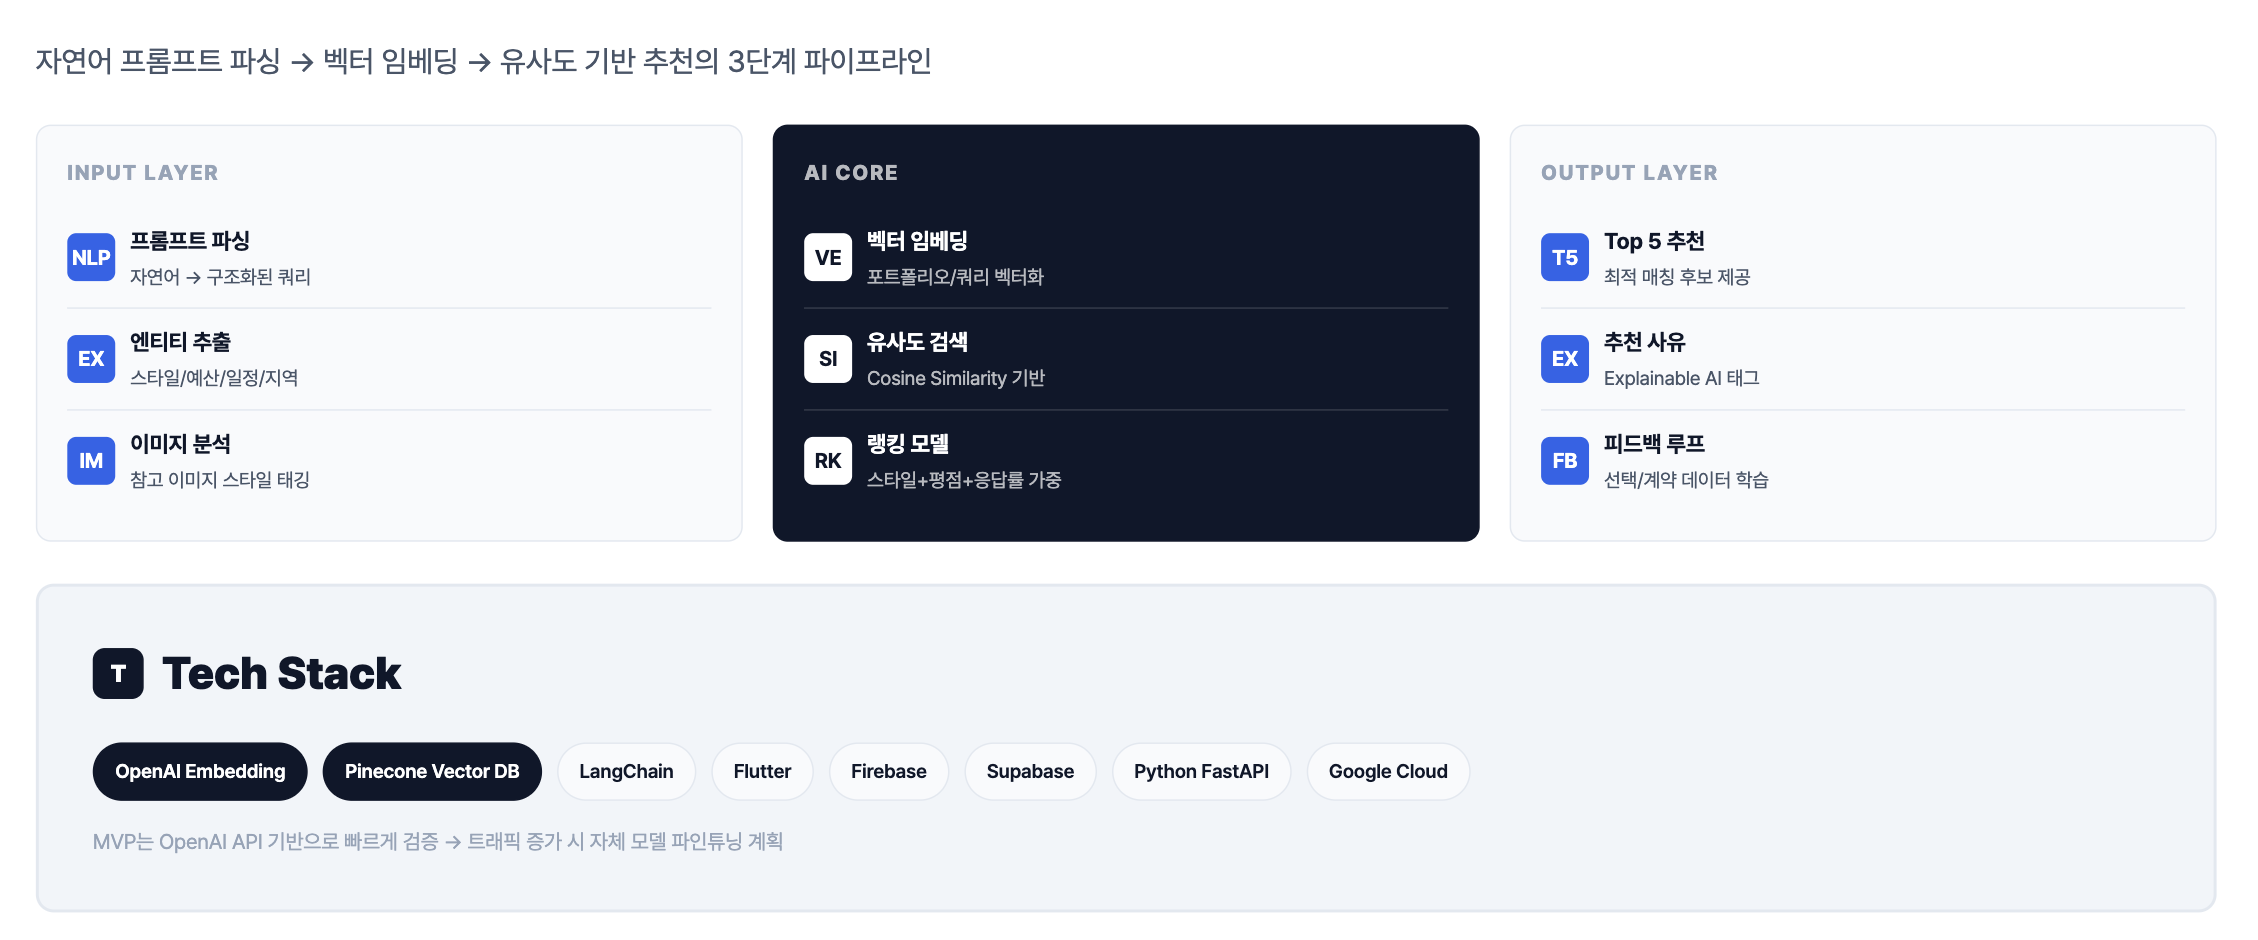 자연어 프롬프트 파싱 → 벡터 임베딩 → 유사도 기반 추천의 3단계 파이프라인
INPUT LAYER
NLP
프롬프트 파싱
자연어 → 구조화된 쿼리
EX
엔티티 추출
스타일/예산/일정/지역
IM
이미지 분석
참고 이미지 스타일 태깅
AI CORE
VE
벡터 임베딩
포트폴리오/쿼리 벡터화
SI
유사도 검색
Cosine Similarity 기반
RK
랭킹 모델
스타일+평점+응답률 가중
OUTPUT LAYER
T5
Top 5 추천
최적 매칭 후보 제공
EX
추천 사유
Explainable AI 태그
FB
피드백 루프
선택/계약 데이터 학습
T
Tech Stack
OpenAI Embedding
Pinecone Vector DB
LangChain
Flutter
Firebase
Supabase
Python FastAPI
Google Cloud
MVP는 OpenAI API 기반으로 빠르게 검증 → 트래픽 증가 시 자체 모델 파인튜닝 계획